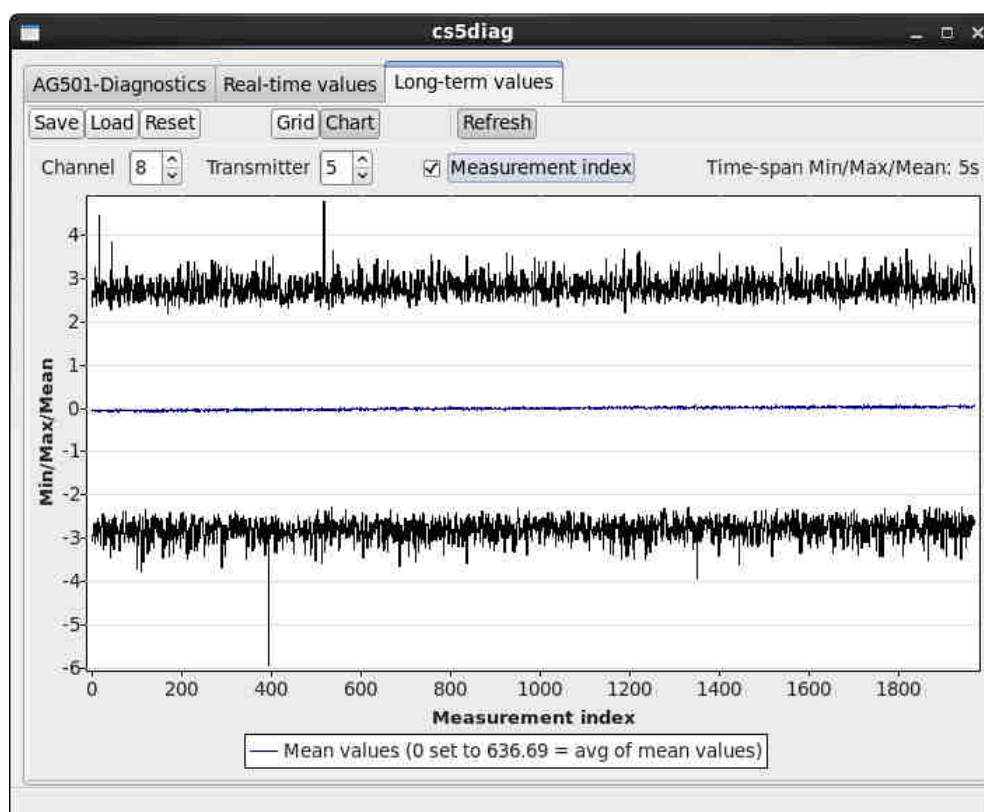 cs5diag
AG501-Diagnostics Real-time values Long-term values
Save Load Reset Grid Chart Refresh
Channel 8 Transmitter 5 Measurement index Time-span Min/Max/Mean: 5s
Min/Max/Mean
4
3
2
1
0
-1
-2
-3
-4
-5
-6
0 200 400 600 800 1000 1200 1400 1600 1800
Measurement index
Mean values (0 set to 636.69 = avg of mean values)